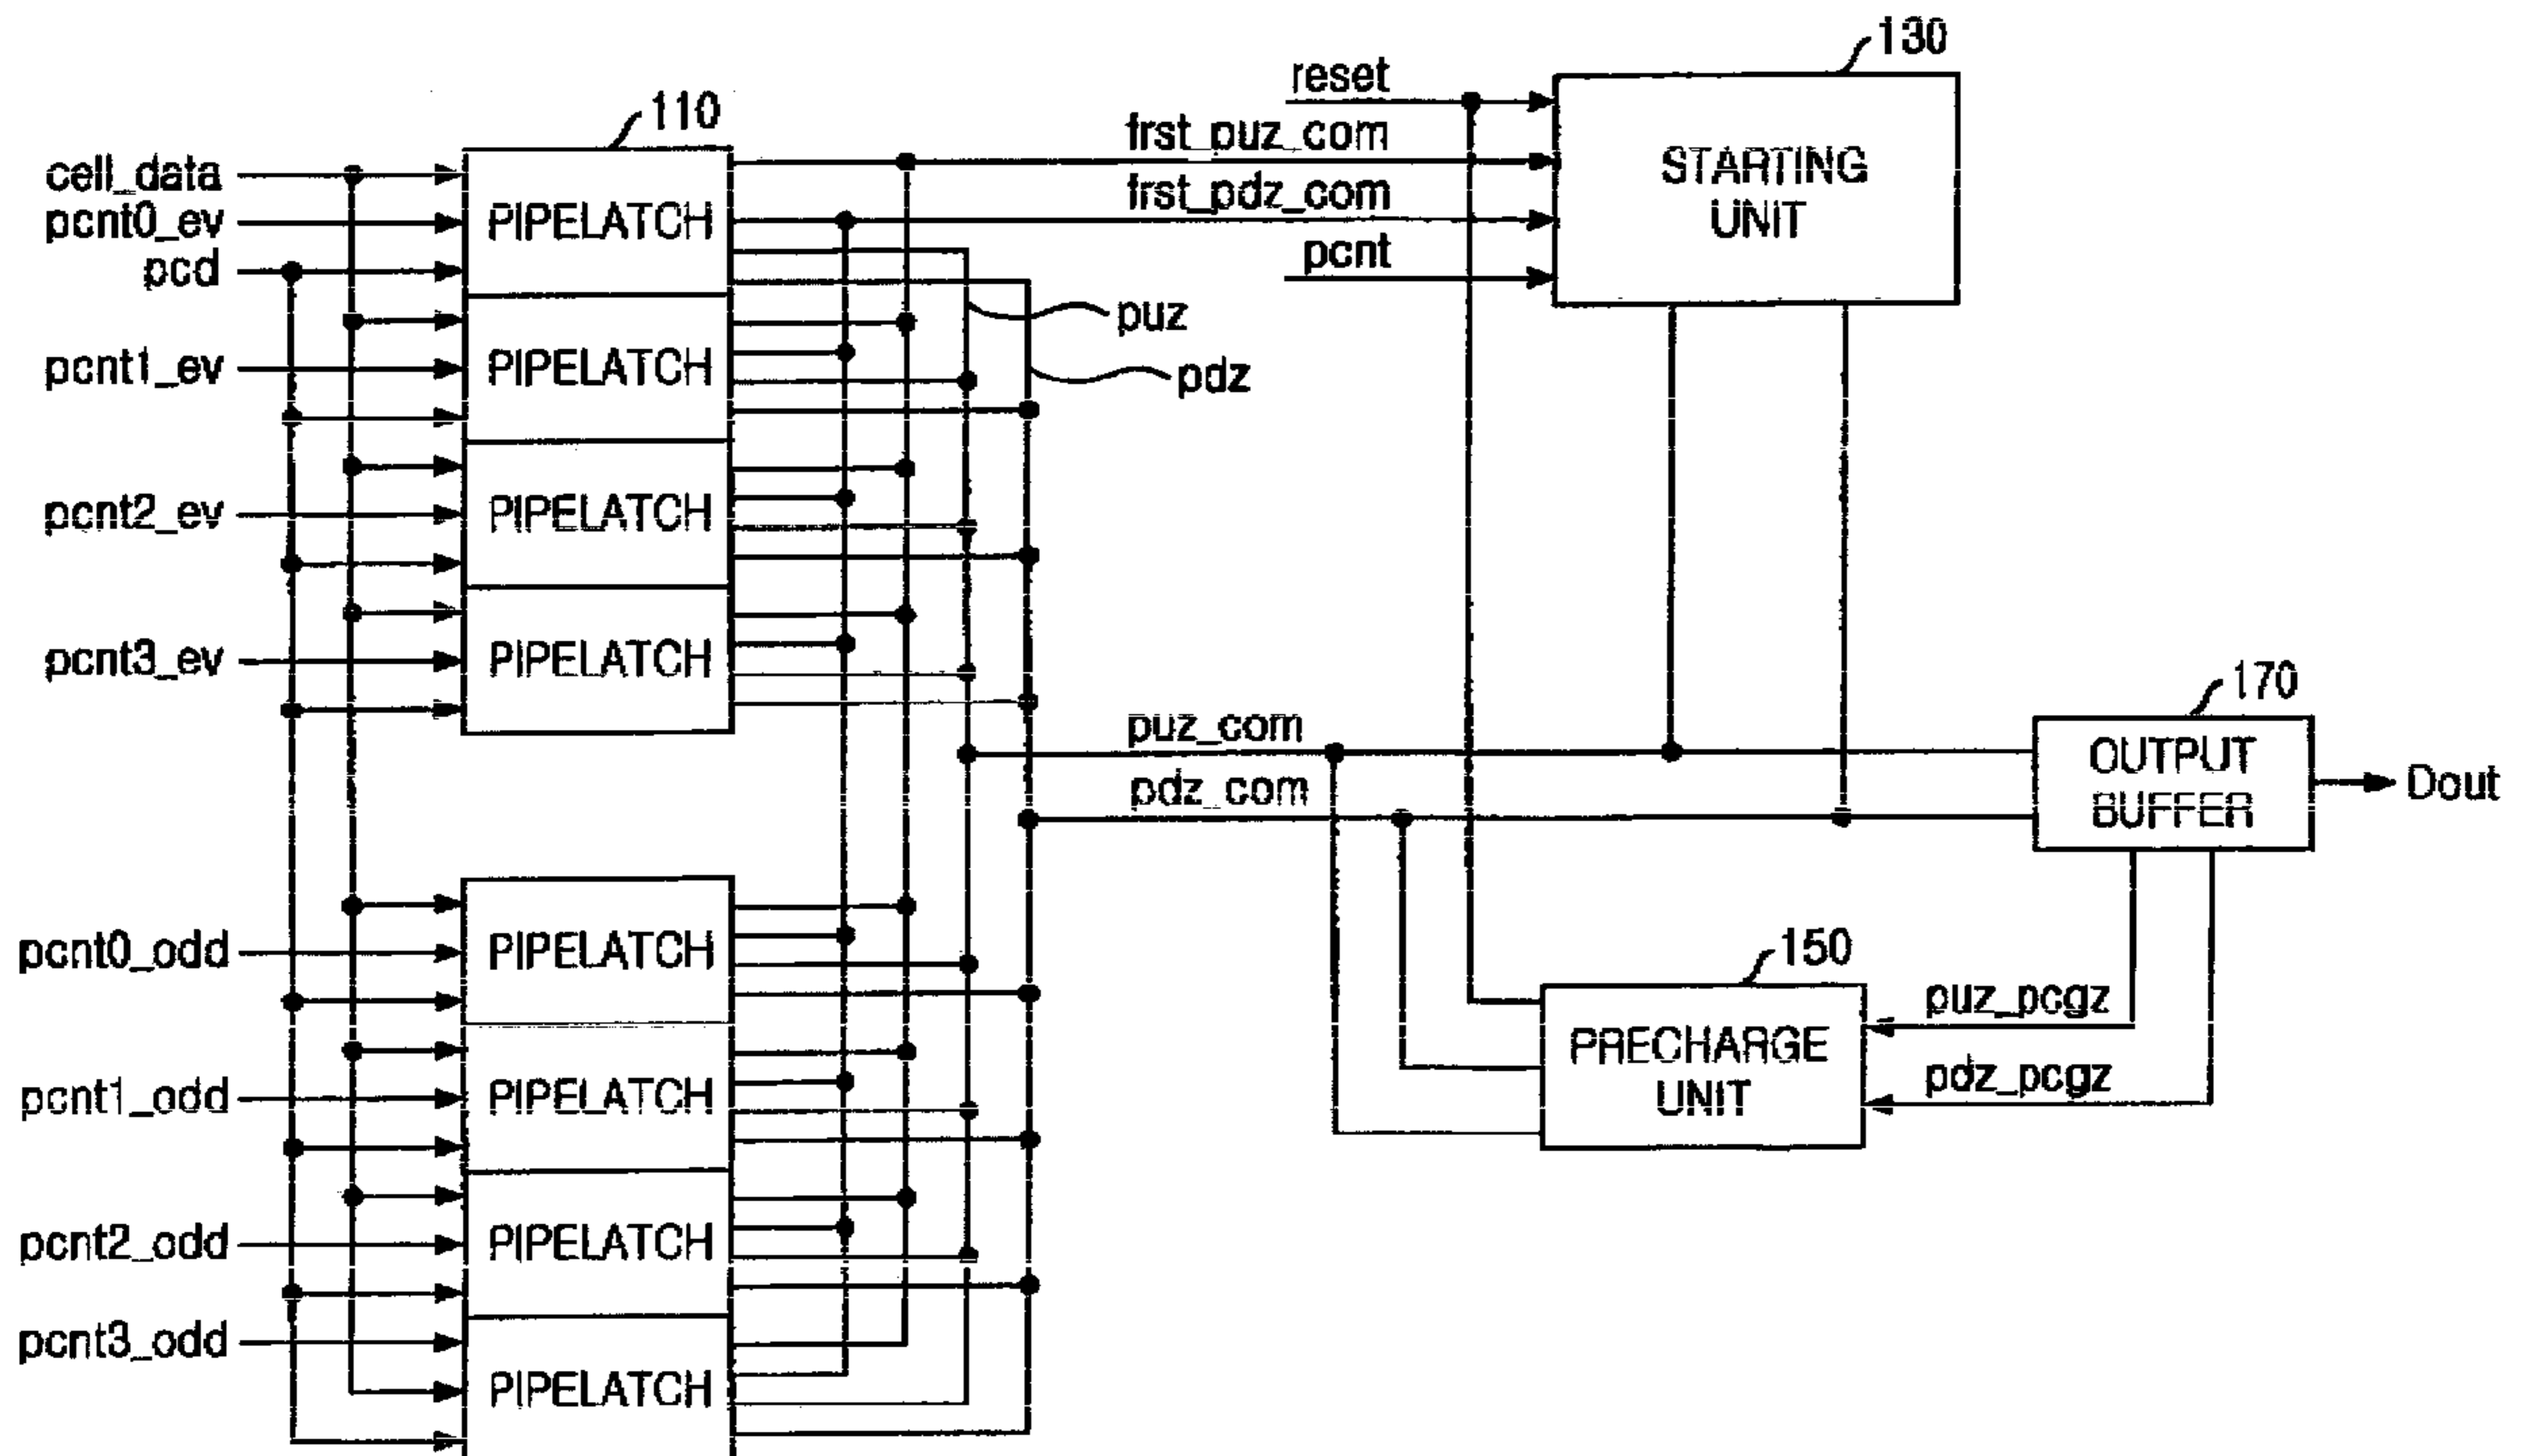 130
reset
110
frst_puz_com
cell_data
STARTING
UNIT
frst_pdz_com
pcnt0_ev
PIPELATCH
pcnt
pcd
puz
pcnt1_ev
PIPELATCH
pdz
pcnt2_ev
PIPELATCH
pcnt3_ev
PIPELATCH
170
puz_com
OUTPUT
BUFFER
Dout
pdz_com
pcnt0_odd
PIPELATCH
150
puz_pcgz
PRECHARGE
UNIT
pdz_pcgz
pcnt1_odd
PIPELATCH
pcnt2_odd
PIPELATCH
pcnt3_odd
PIPELATCH